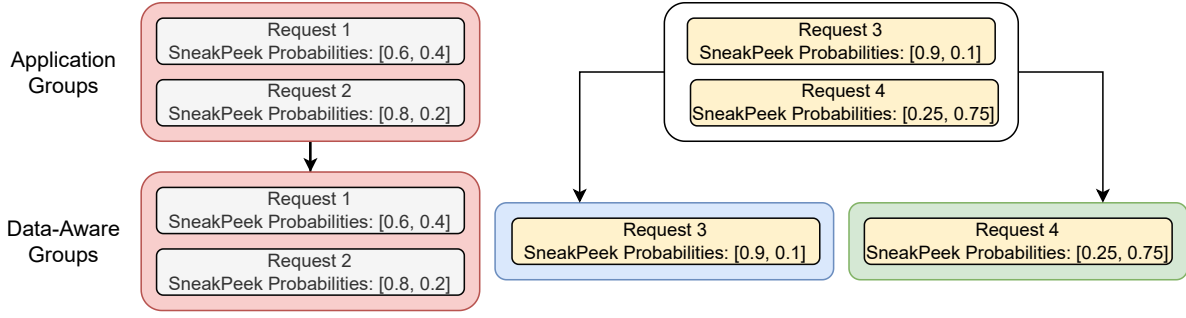 Application
Groups
Request 1
SneakPeek Probabilities: [0.6, 0.4]
Request 2
SneakPeek Probabilities: [0.8, 0.2]
Request 3
SneakPeek Probabilities: [0.9, 0.1]
Request 4
SneakPeek Probabilities: [0.25, 0.75]
Data-Aware
Groups
Request 1
SneakPeek Probabilities: [0.6, 0.4]
Request 2
SneakPeek Probabilities: [0.8, 0.2]
Request 3
SneakPeek Probabilities: [0.9, 0.1]
Request 4
SneakPeek Probabilities: [0.25, 0.75]